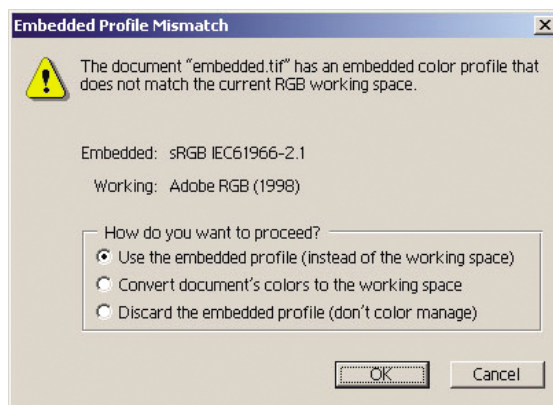 Embedded Profile Mismatch
The document "embedded.tif" has an embedded color profile that
does not match the current RGB working space.
Embedded: sRGB IEC61966-2.1
Working: Adobe RGB (1998)
How do you want to proceed?
Use the embedded profile (instead of the working space)
Convert document's colors to the working space
Discard the embedded profile (don't color manage)
OK Cancel